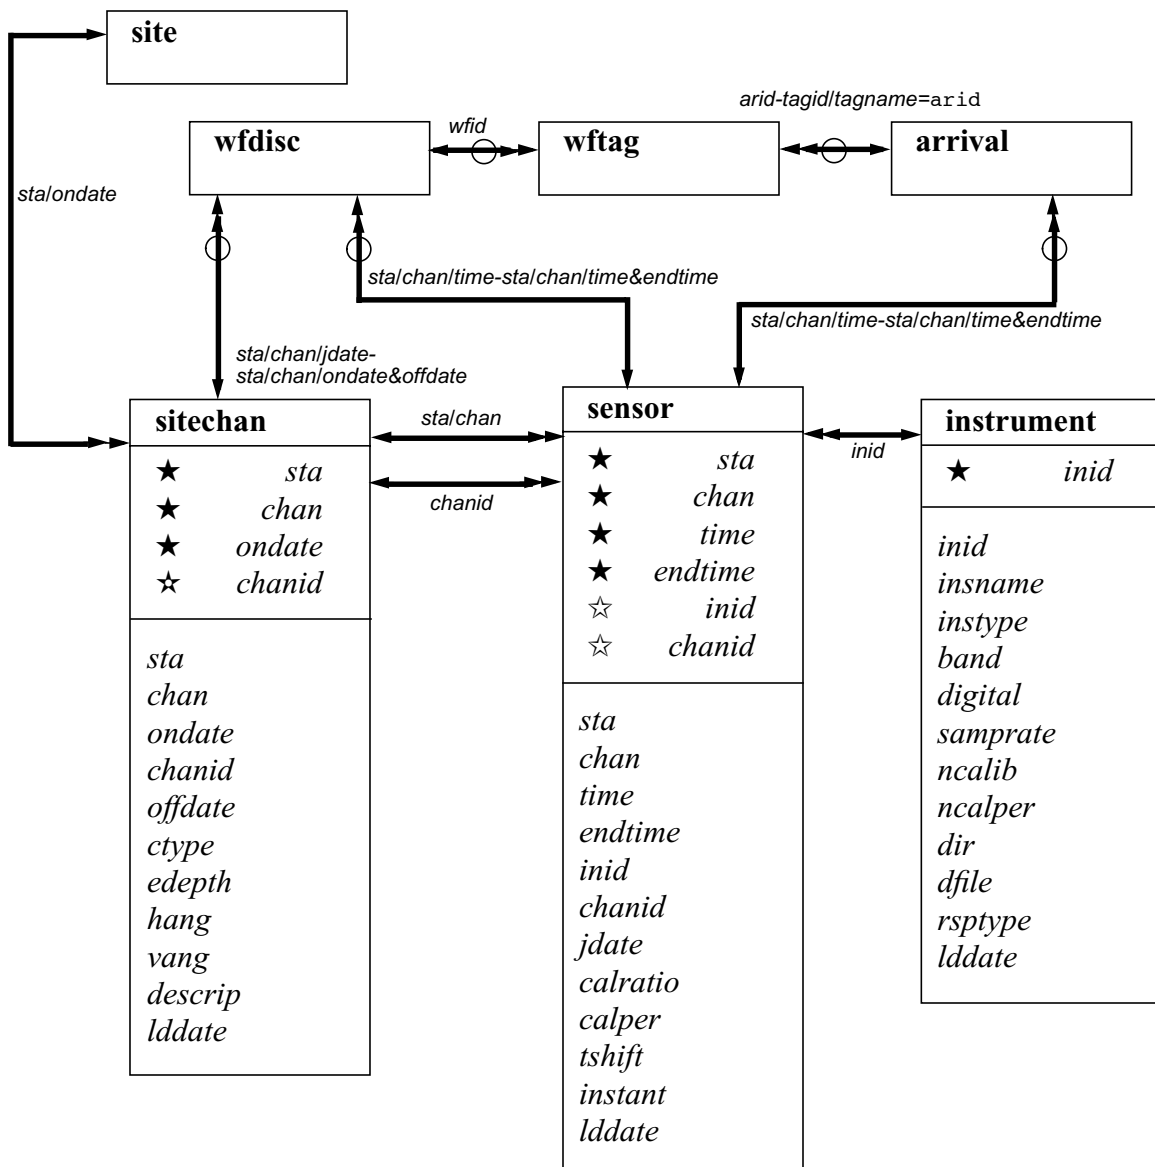 site
arid-tagid/tagname=arid
wfdisc
wfid
wftag
arrival
sta/ondate
sta/chan/time-sta/chan/time&endtime
sta/chan/time-sta/chan/time&endtime
sta/chan/jdate-
sta/chan/ondate&offdate
sitechan
★ sta
★ chan
★ ondate
☆ chanid
sta
chan
ondate
chanid
offdate
ctype
edepth
hang
vang
descrip
lddate
sta/chan
chanid
sensor
★ sta
★ chan
★ time
★ endtime
☆ inid
☆ chanid
sta
chan
time
endtime
inid
chanid
jdate
calratio
calper
tshift
instant
lddate
inid
instrument
★ inid
inid
insname
instype
band
digital
samprate
ncalib
ncalper
dir
dfile
rsptype
lddate